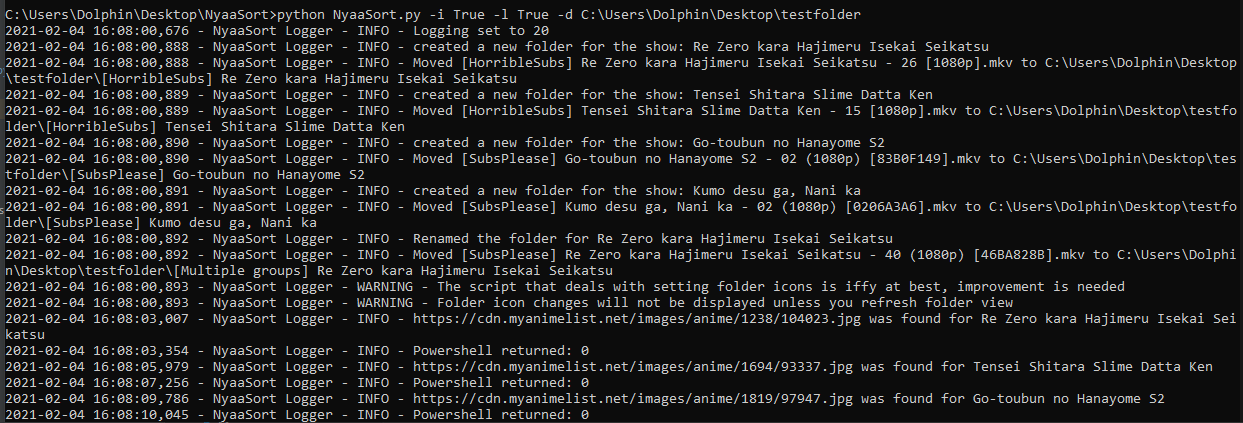 C:\Users\Dolphin\Desktop\NyaaSort>python NyaaSort.py -i True -l True -d C:\Users\Dolphin\Desktop\testfolder
2021-02-04 16:08:00,676 - NyaaSort Logger - INFO - Logging set to 20
2021-02-04 16:08:00,888 - NyaaSort Logger - INFO - created a new folder for the show: Re Zero kara Hajimeru Isekai Seikatsu
2021-02-04 16:08:00,888 - NyaaSort Logger - INFO - Moved [HorribleSubs] Re Zero kara Hajimeru Isekai Seikatsu - 26 [1080p].mkv to C:\Users\Dolphin\Desktop
\testfolder\[HorribleSubs] Re Zero kara Hajimeru Isekai Seikatsu
2021-02-04 16:08:00,889 - NyaaSort Logger - INFO - created a new folder for the show: Tensei Shitara Slime Datta Ken
2021-02-04 16:08:00,889 - NyaaSort Logger - INFO - Moved [HorribleSubs] Tensei Shitara Slime Datta Ken - 15 [1080p].mkv to C:\Users\Dolphin\Desktop\testfo
lder\[HorribleSubs] Tensei Shitara Slime Datta Ken
2021-02-04 16:08:00,890 - NyaaSort Logger - INFO - created a new folder for the show: Go-toubun no Hanayome S2
2021-02-04 16:08:00,890 - NyaaSort Logger - INFO - Moved [SubsPlease] Go-toubun no Hanayome S2 - 02 (1080p) [83B0F149].mkv to C:\Users\Dolphin\Desktop\tes
tfolder\[SubsPlease] Go-toubun no Hanayome S2
2021-02-04 16:08:00,891 - NyaaSort Logger - INFO - created a new folder for the show: Kumo desu ga, Nani ka
2021-02-04 16:08:00,891 - NyaaSort Logger - INFO - Moved [SubsPlease] Kumo desu ga, Nani ka - 02 (1080p) [0206A3A6].mkv to C:\Users\Dolphin\Desktop\testfo
lder\[SubsPlease] Kumo desu ga, Nani ka
2021-02-04 16:08:00,892 - NyaaSort Logger - INFO - Renamed the folder for Re Zero kara Hajimeru Isekai Seikatsu
2021-02-04 16:08:00,892 - NyaaSort Logger - INFO - Moved [SubsPlease] Re Zero kara Hajimeru Isekai Seikatsu - 40 (1080p) [46BA828B].mkv to C:\Users\Dolphi
n\Desktop\testfolder\[Multiple groups] Re Zero kara Hajimeru Isekai Seikatsu
2021-02-04 16:08:00,893 - NyaaSort Logger - WARNING - The script that deals with setting folder icons is iffy at best, improvement is needed
2021-02-04 16:08:00,893 - NyaaSort Logger - WARNING - Folder icon changes will not be displayed unless you refresh folder view
2021-02-04 16:08:03,007 - NyaaSort Logger - INFO - https://cdn.myanimelist.net/images/anime/1238/104023.jpg was found for Re Zero kara Hajimeru Isekai Sei
katsu
2021-02-04 16:08:03,354 - NyaaSort Logger - INFO - Powershell returned: 0
2021-02-04 16:08:05,979 - NyaaSort Logger - INFO - https://cdn.myanimelist.net/images/anime/1694/93337.jpg was found for Tensei Shitara Slime Datta Ken
2021-02-04 16:08:07,256 - NyaaSort Logger - INFO - Powershell returned: 0
2021-02-04 16:08:09,786 - NyaaSort Logger - INFO - https://cdn.myanimelist.net/images/anime/1819/97947.jpg was found for Go-toubun no Hanayome S2
2021-02-04 16:08:10,045 - NyaaSort Logger - INFO - Powershell returned: 0